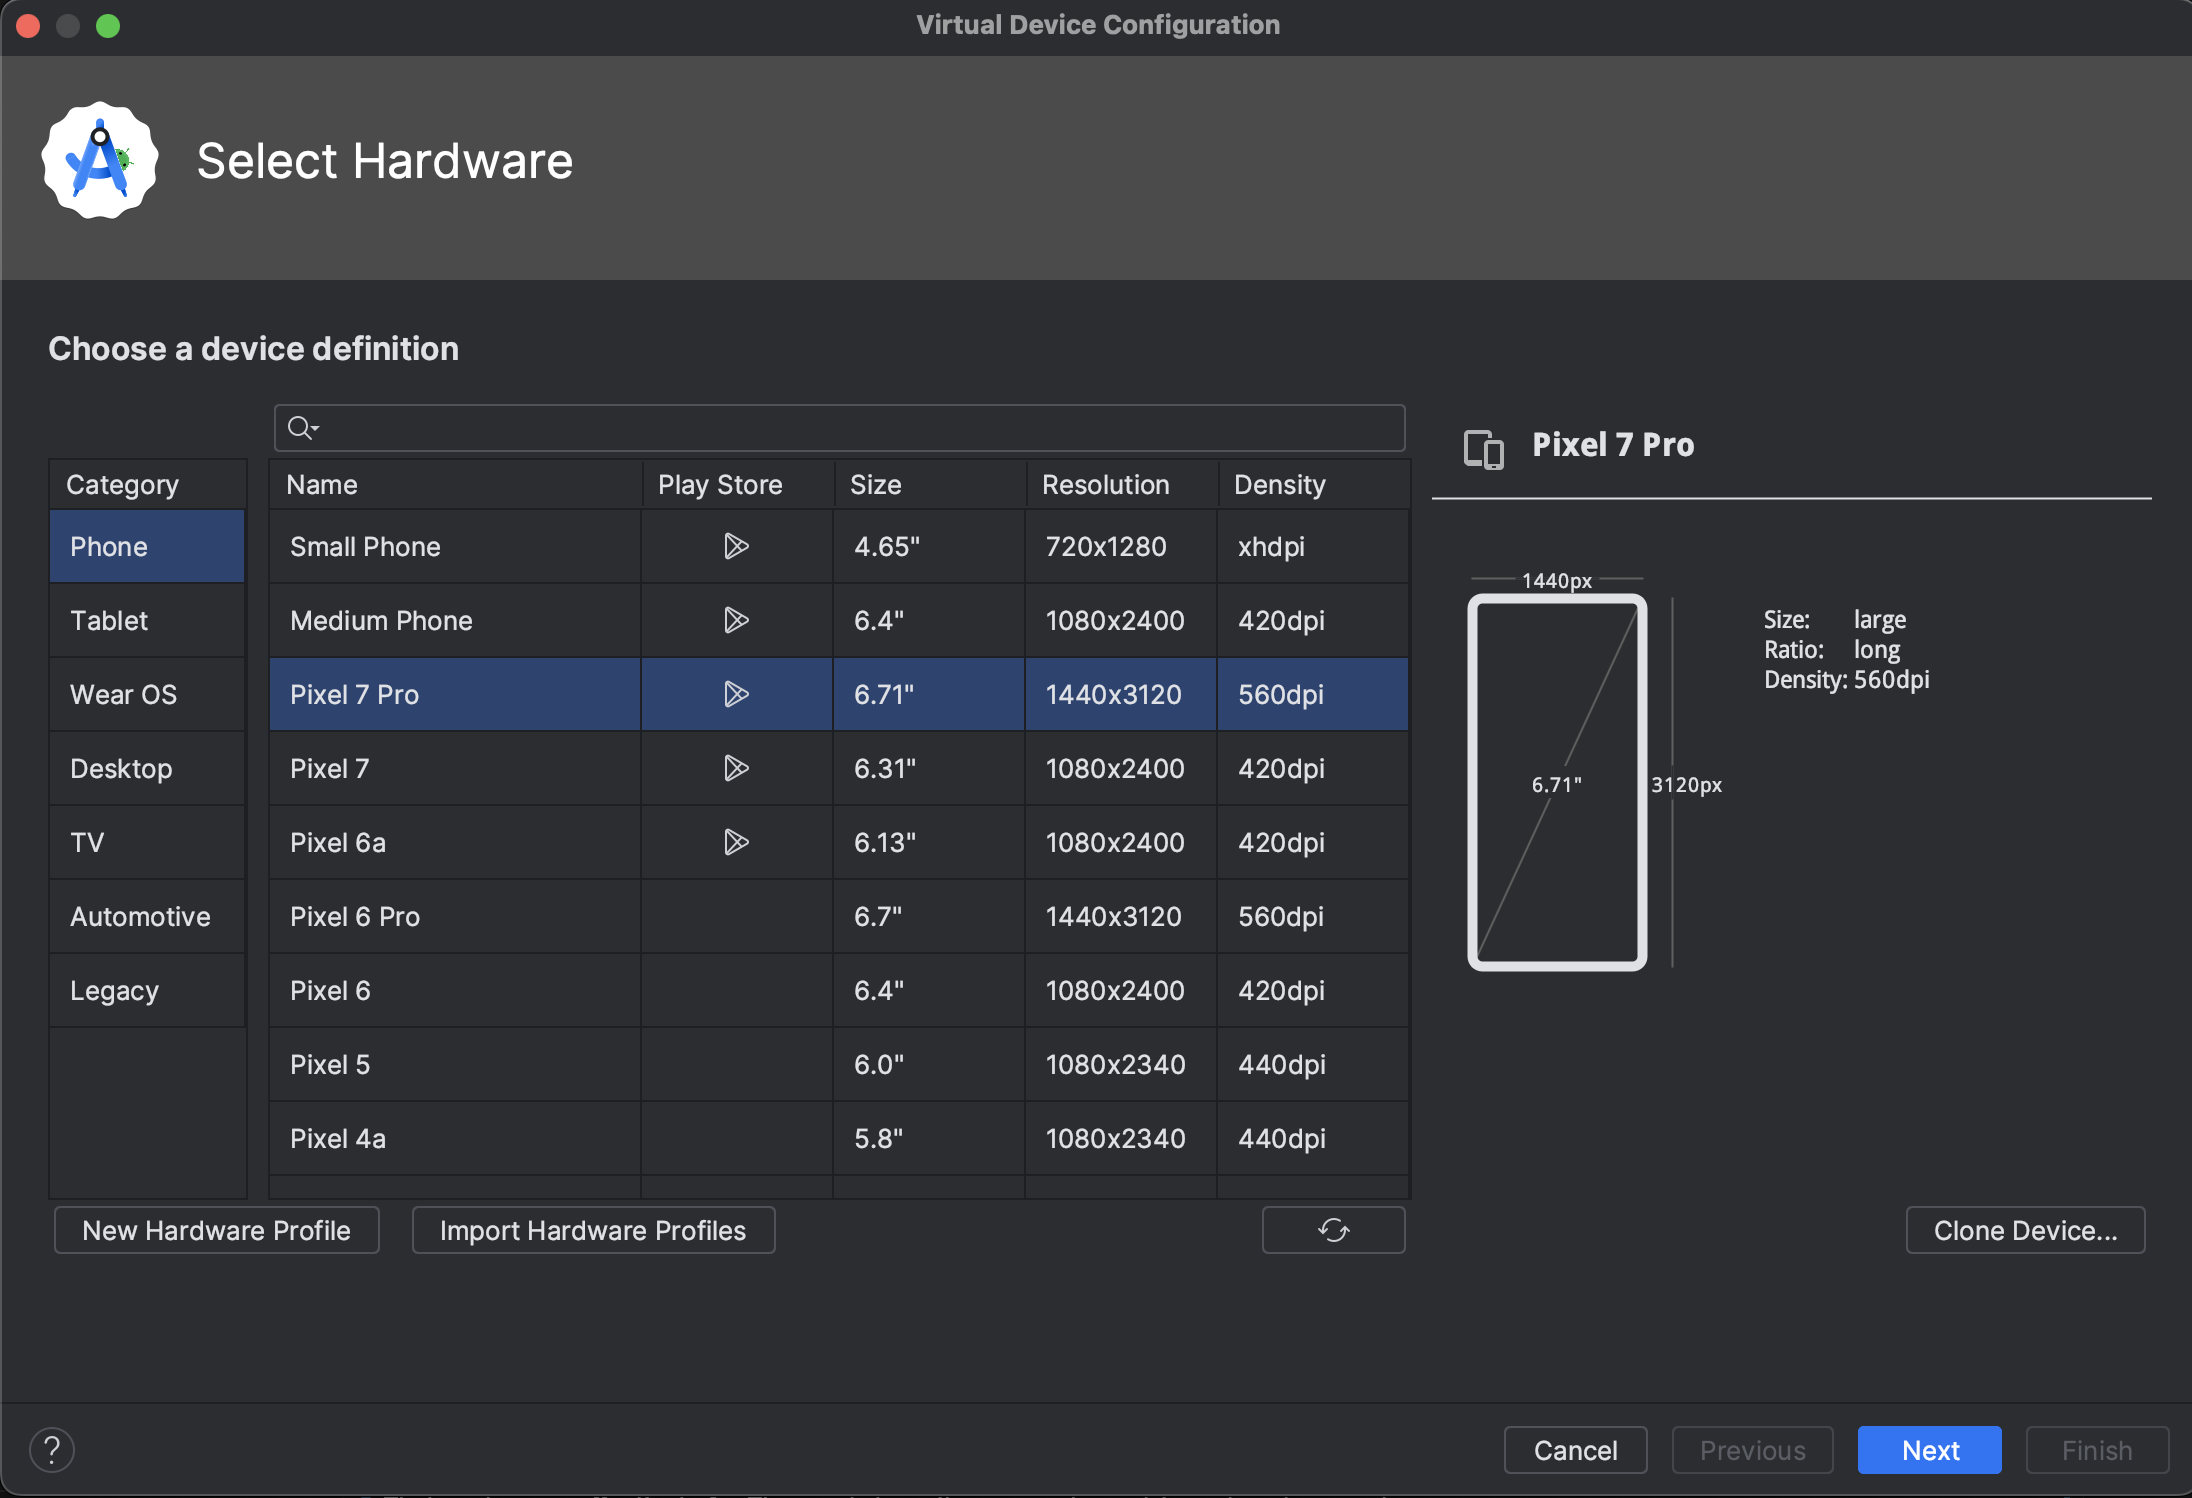 Virtual Device Configuration
Select Hardware
Choose a device definition
Pixel 7 Pro
Category
Name Play Store Size Resolution Density
Phone
Small Phone 4.65" 720x1280 xhdpi
Tablet
Medium Phone 6.4" 1080x2400 420dpi
Wear OS
Pixel 7 Pro 6.71" 1440x3120 560dpi
Desktop
Pixel 7 6.31" 1080x2400 420dpi
TV
Pixel 6a 6.13" 1080x2400 420dpi
Automotive
Pixel 6 Pro 6.7" 1440x3120 560dpi
Legacy
Pixel 6 6.4" 1080x2400 420dpi
Pixel 5 6.0" 1080x2340 440dpi
Pixel 4a 5.8" 1080x2340 440dpi
1440px
Size: large
Ratio: long
Density: 560dpi
6.71"
3120px
New Hardware Profile Import Hardware Profiles Clone Device...
? Cancel Previous Next Finish